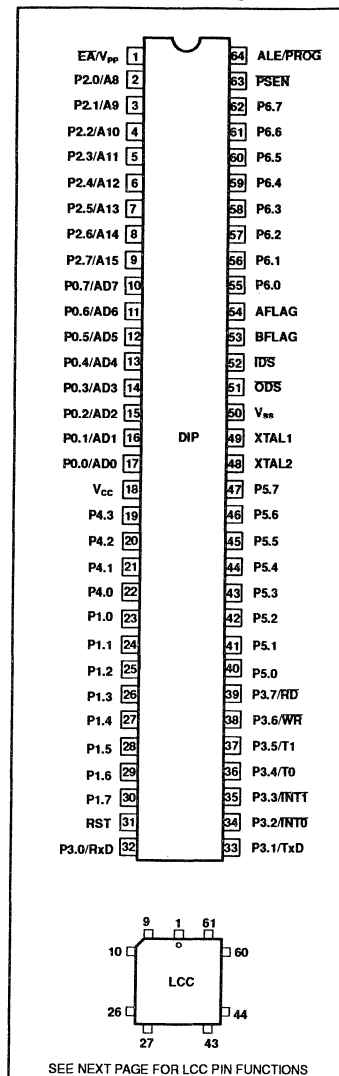 E̅A̅/VPP 1 64 ALE/P̅R̅O̅G̅
P2.0/A8 2 63 P̅S̅E̅N̅
P2.1/A9 3 62 P6.7
P2.2/A10 4 61 P6.6
P2.3/A11 5 60 P6.5
P2.4/A12 6 59 P6.4
P2.5/A13 7 58 P6.3
P2.6/A14 8 57 P6.2
P2.7/A15 9 56 P6.1
P0.7/AD7 10 55 P6.0
P0.6/AD6 11 54 AFLAG
P0.5/AD5 12 53 BFLAG
P0.4/AD4 13 52 I̅D̅S̅
P0.3/AD3 14 51 O̅D̅S̅
P0.2/AD2 15 50 VSS
P0.1/AD1 16 DIP 49 XTAL1
P0.0/AD0 17 48 XTAL2
VCC 18 47 P5.7
P4.3 19 46 P5.6
P4.2 20 45 P5.5
P4.1 21 44 P5.4
P4.0 22 43 P5.3
P1.0 23 42 P5.2
P1.1 24 41 P5.1
P1.2 25 40 P5.0
P1.3 26 39 P3.7/R̅D̅
P1.4 27 38 P3.6/W̅R̅
P1.5 28 37 P3.5/T1
P1.6 29 36 P3.4/T0
P1.7 30 35 P3.3/I̅N̅T̅1̅
RST 31 34 P3.2/I̅N̅T̅0̅
P3.0/RxD 32 33 P3.1/TxD
9 1 61
10 60
LCC
26 44
27 43
SEE NEXT PAGE FOR LCC PIN FUNCTIONS